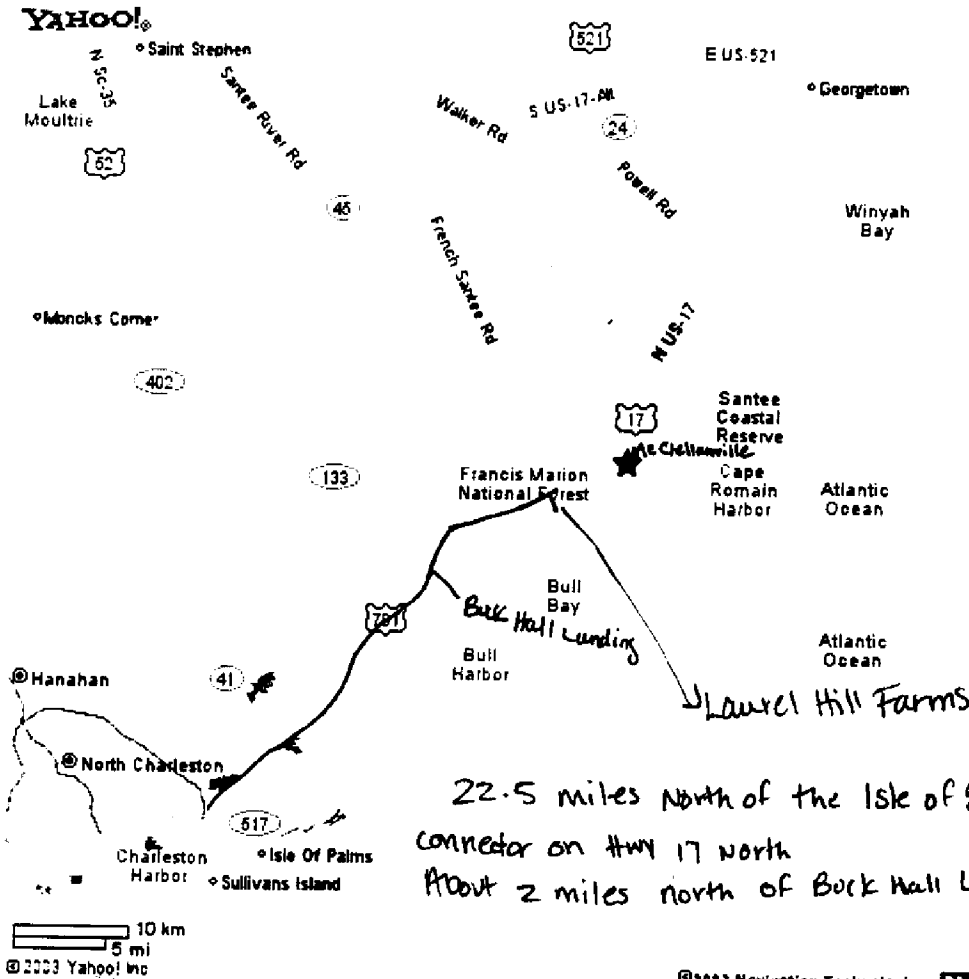 YAHOO!
Saint Stephen
521
E US-521
N SC-35
Lake
Moultrie
Santee River Rd
Walker Rd
S US-17-Alt
24
Georgetown
52
Powell Rd
45
French Santee Rd
Winyah
Bay
Moncks Corner
N US-17
402
Santee
Coastal
Reserve
17
McClellanville
133
Francis Marion
National Forest
Cape
Romain
Harbor
Atlantic
Ocean
Bull
Bay
701
Buck Hall Landing
Bull
Harbor
Atlantic
Ocean
Hanahan
41
Laurel Hill Farms
North Charleston
22.5 miles North of the Isle of
517
connector on Hwy 17 North
Charleston
Harbor
Isle Of Palms
Sullivans Island
About 2 miles north of Buck Hall
10 km
5 mi